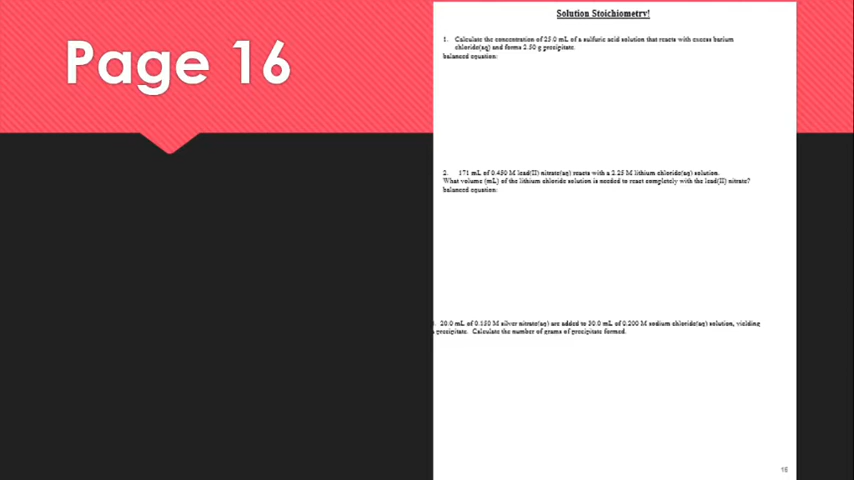 Page 16
Solution Stoichiometry!
1. Calculate the concentration of 25.0 mL of a sulfuric acid solution that reacts with excess barium
chloride(aq) and forms 2.50 g precipitate.
balanced equation:
2. 171 mL of 0.450 M lead(II) nitrate(aq) reacts with a 2.25 M lithium chloride(aq) solution.
What volume (mL) of the lithium chloride solution is needed to react completely with the lead(II) nitrate?
balanced equation:
20.0 mL of 0.150 M silver nitrate(aq) are added to 30.0 mL of 0.200 M sodium chloride(aq) solution, yielding
precipitate. Calculate the number of grams of precipitate formed.
16